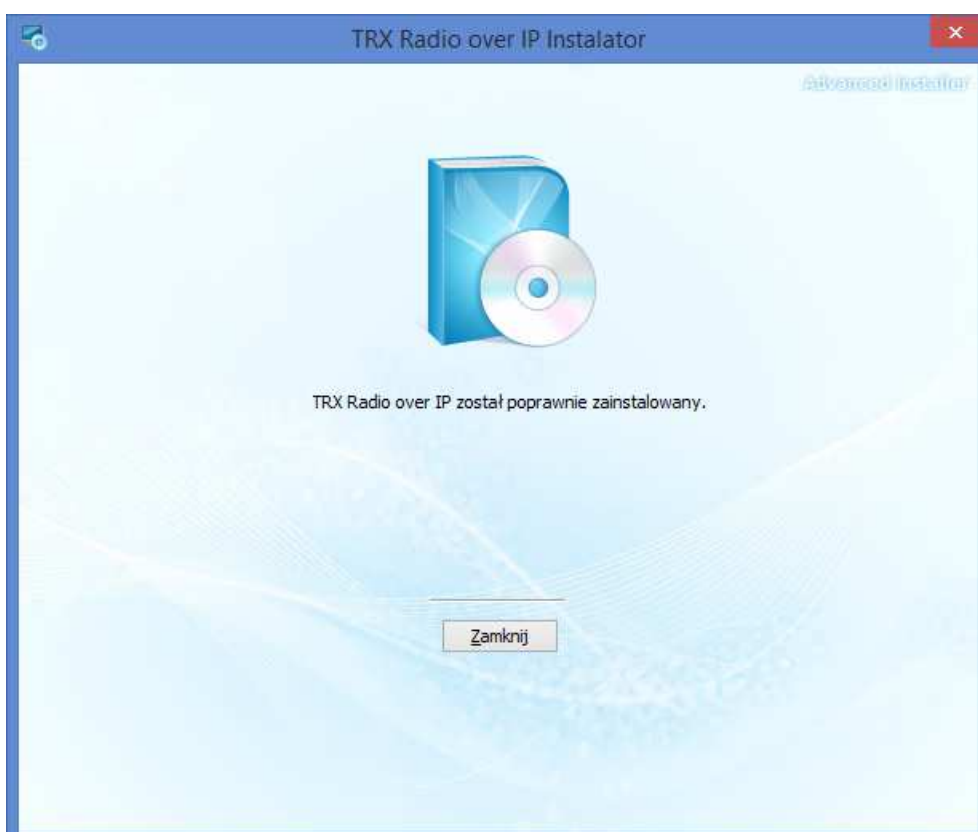 TRX Radio over IP Instalator
Advanced Installer
TRX Radio over IP został poprawnie zainstalowany.
Zamknij